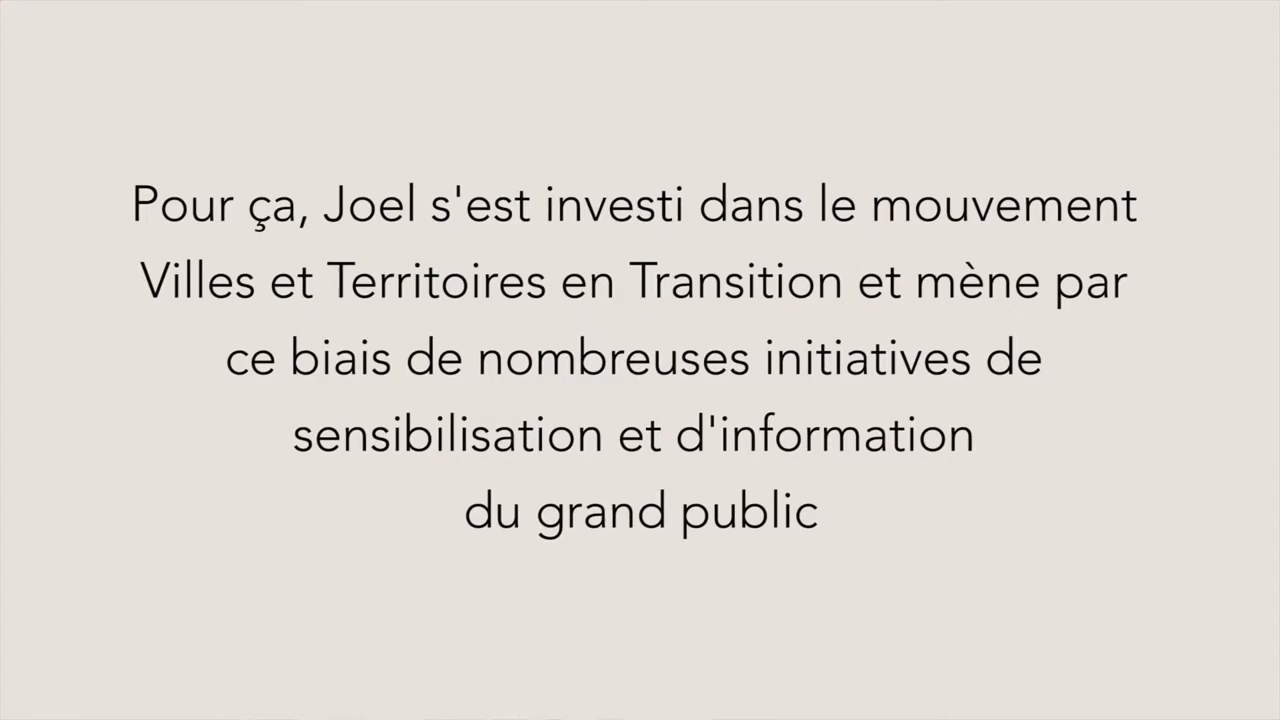 Pour ça, Joel s'est investi dans le mouvement
Villes et Territoires en Transition et mène par
ce biais de nombreuses initiatives de
sensibilisation et d'information
du grand public